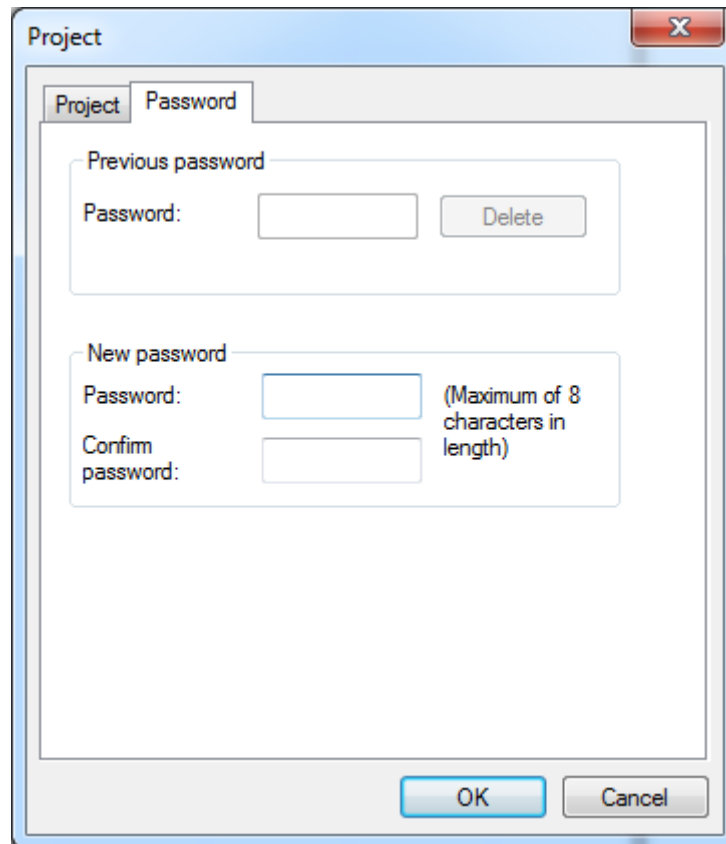 Project
Project Password
Previous password
Password: Delete
New password
Password: (Maximum of 8
characters in
length)
Confirm
password:
OK Cancel